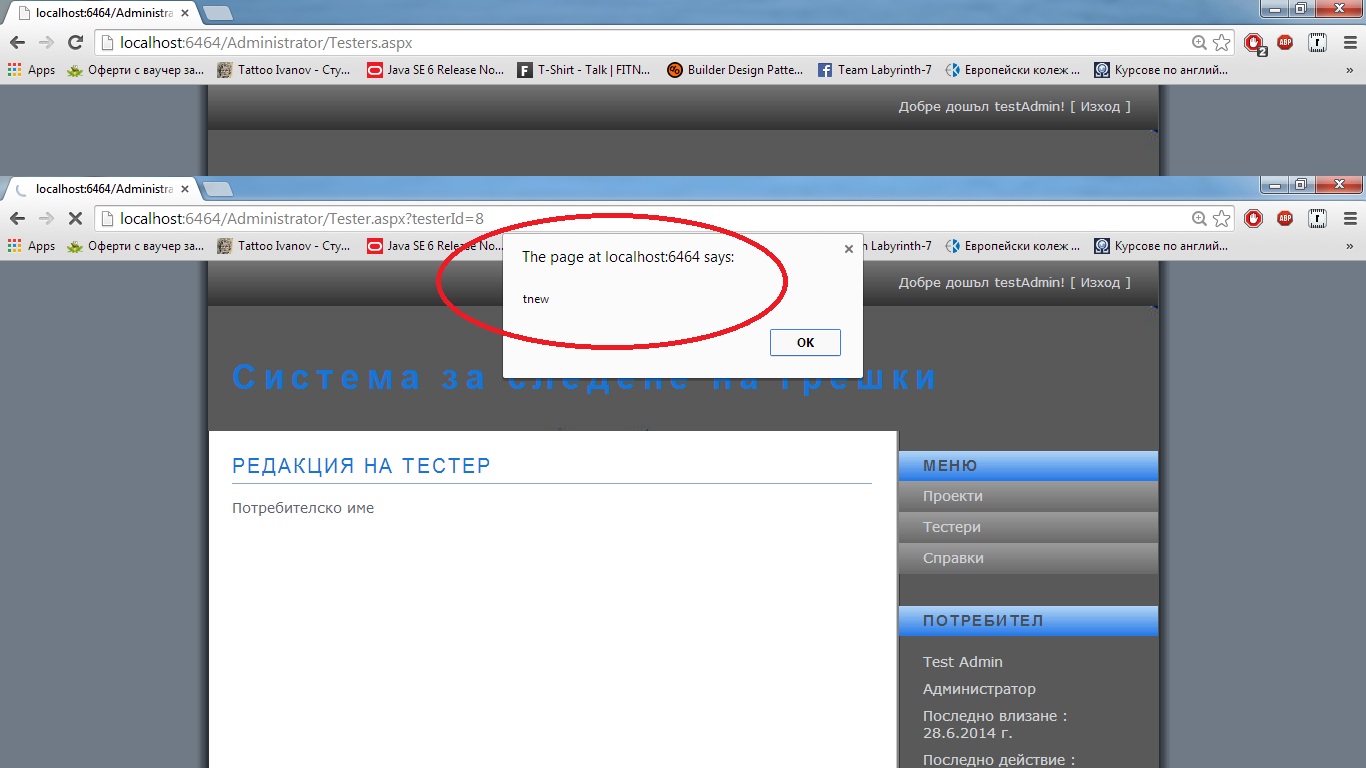 localhost:6464/Administra
localhost:6464/Administrator/Testers.aspx
2
ABP
Apps Оферти с ваучер за... Tattoo Ivanov - Сту... Java SE 6 Release No... T-Shirt - Talk | FITN... Builder Design Patte... Team Labyrinth-7 Европейски колеж ... Курсове по англий... »
Добре дошъл testAdmin! [ Изход ]
localhost:6464/Administra
localhost:6464/Administrator/Tester.aspx?testerId=8
ABP
Apps Оферти с ваучер за... Tattoo Ivanov - Сту... Java SE 6 Release No... Labyrinth-7 Европейски колеж ... Курсове по англий... »
The page at localhost:6464 says:
tnew
OK
Добре дошъл testAdmin! [ Изход ]
Система за следене на грешки
РЕДАКЦИЯ НА ТЕСТЕР
Потребителско име
МЕНЮ
Проекти
Тестери
Справки
ПОТРЕБИТЕЛ
Test Admin
Администратор
Последно влизане :
28.6.2014 г.
Последно действие :